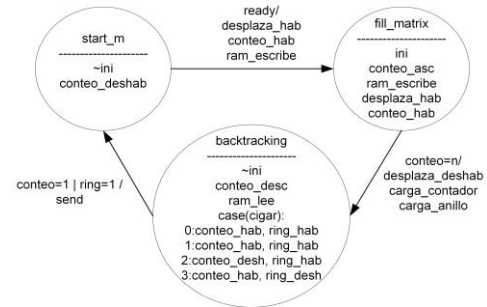 start_m
--------------------
~ini
conteo_deshab
ready/
desplaza_hab
conteo_hab
ram_escribe
fill_matrix
--------------------
ini
conteo_asc
ram_escribe
desplaza_hab
conteo_hab
conteo=n/
desplaza_deshab
carga_contador
carga_anillo
backtracking
--------------------
~ini
conteo_desc
ram_lee
case(cigar):
0:conteo_hab, ring_hab
1:conteo_hab, ring_hab
2:conteo_desh, ring_hab
3:conteo_hab, ring_desh
conteo=1 | ring=1 /
send